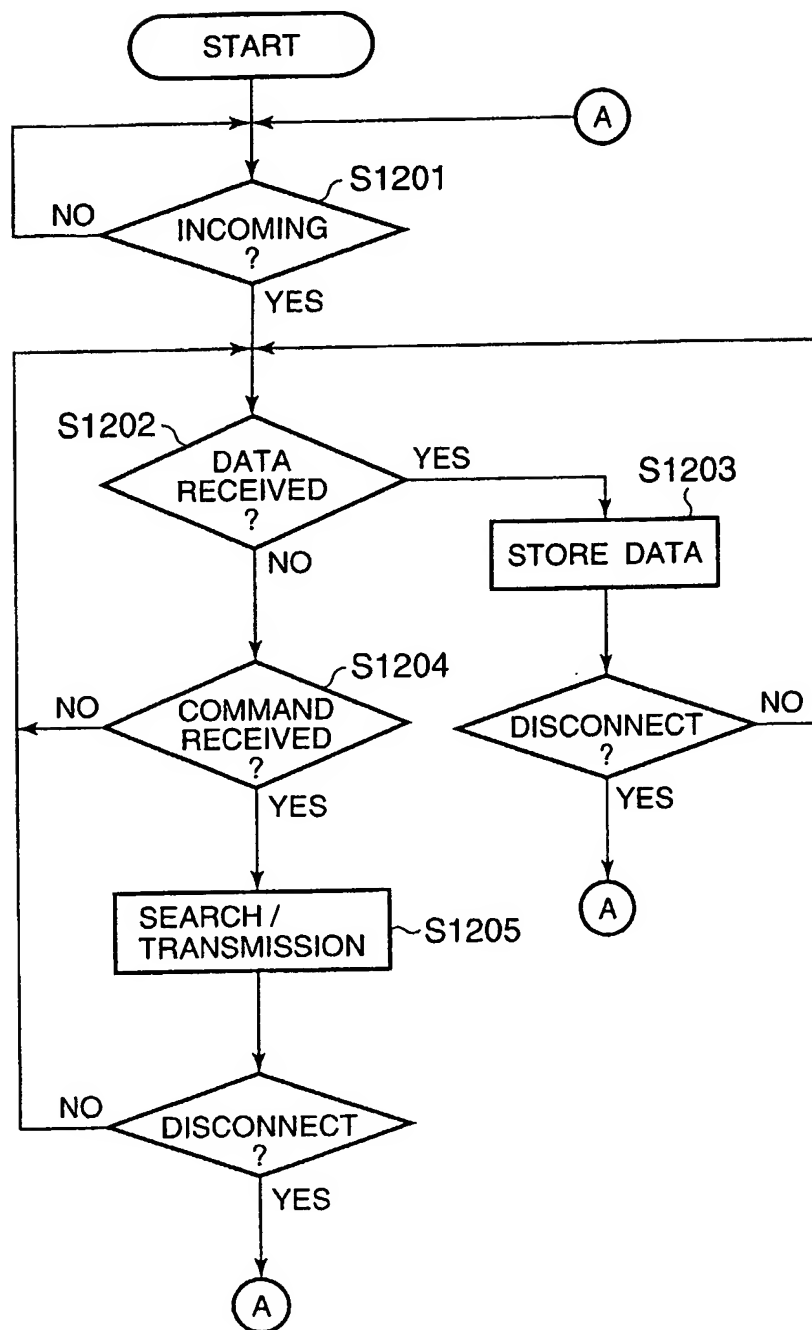 START
A
S1201
NO
INCOMING
?
YES
S1202
DATA
RECEIVED
?
YES
S1203
STORE DATA
NO
S1204
NO
COMMAND
RECEIVED
?
YES
DISCONNECT
?
NO
YES
A
SEARCH /
TRANSMISSION
S1205
NO
DISCONNECT
?
YES
A